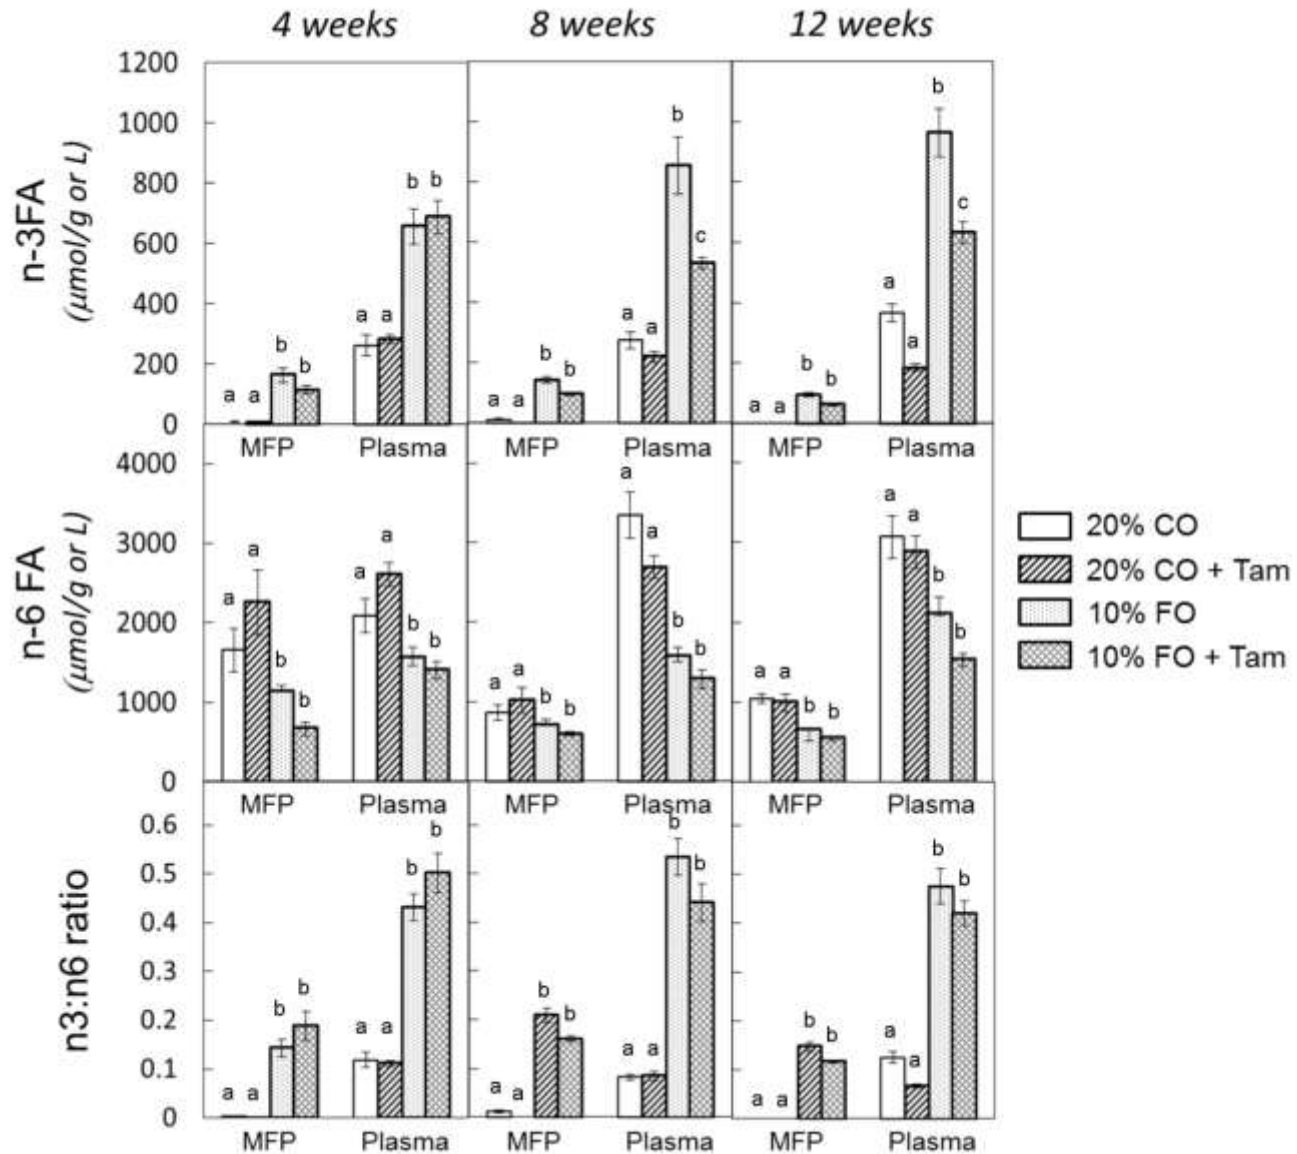 4 weeks 8 weeks 12 weeks
n-3FA
(µmol/g or L)
1200
1000
800
600
400
200
0
a a b b a a b b
a a b b a a b c
a a b b a a b c
MFP Plasma MFP Plasma MFP Plasma
n-6 FA
(µmol/g or L)
4000
3000
2000
1000
0
a a b b a a b b
a a b b a a b b
a a b b a a b b
MFP Plasma MFP Plasma MFP Plasma
n3:n6 ratio
0.6
0.5
0.4
0.3
0.2
0.1
0
a a b b a a b b
a a b b a a b b
a a b b a a b b
MFP Plasma MFP Plasma MFP Plasma
20% CO
20% CO + Tam
10% FO
10% FO + Tam